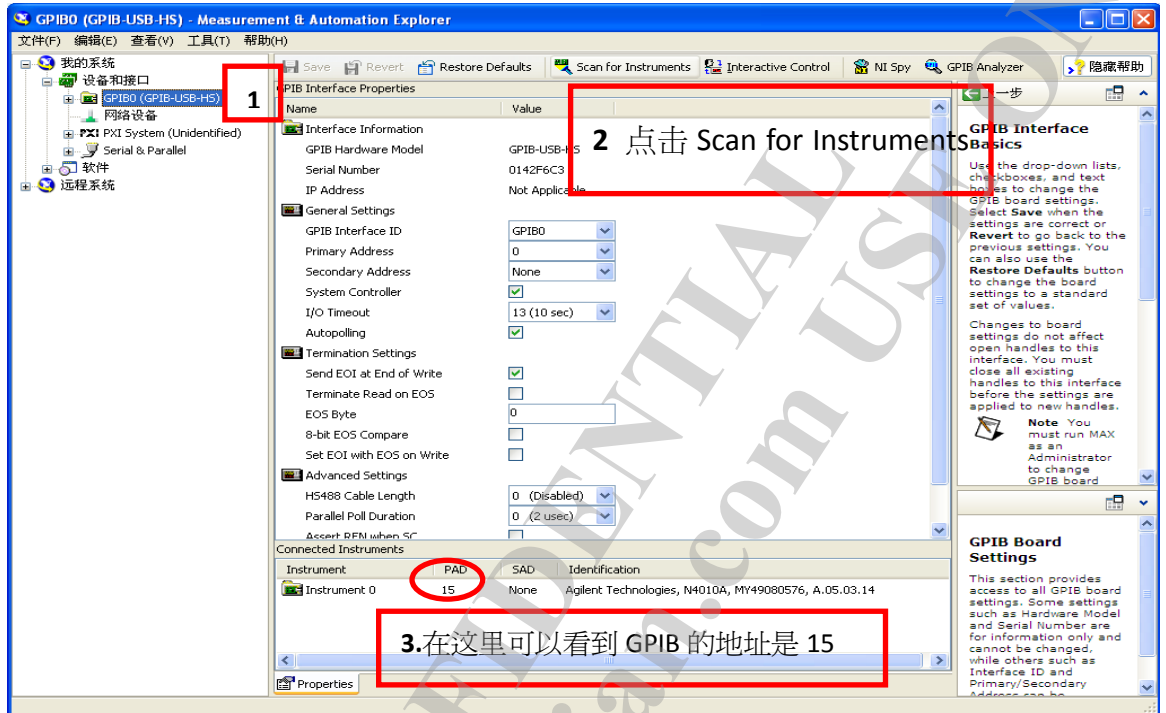 GPIB0 (GPIB-USB-HS) - Measurement & Automation Explorer
文件(F) 编辑(E) 查看(V) 工具(T) 帮助(H)
我的系统
设备和接口
GPIB0 (GPIB-USB-HS)
网络设备
PXI PXI System (Unidentified)
Serial & Parallel
软件
远程系统
1
Save Revert Restore Defaults Scan for Instruments Interactive Control NI Spy GPIB Analyzer 隐藏帮助
GPIB Interface Properties
Name Value
Interface Information
GPIB Hardware Model GPIB-USB-HS
Serial Number 0142F6C3
IP Address Not Applicable
General Settings
GPIB Interface ID GPIB0
Primary Address 0
Secondary Address None
System Controller
I/O Timeout 13 (10 sec)
Autopolling
Termination Settings
Send EOI at End of Write
Terminate Read on EOS
EOS Byte 0
8-bit EOS Compare
Set EOI with EOS on Write
Advanced Settings
HS488 Cable Length 0 (Disabled)
Parallel Poll Duration 0 (2 usec)
Assert REN when SC
2 点击 Scan for Instruments
Connected Instruments
Instrument PAD SAD Identification
Instrument 0 15 None Agilent Technologies, N4010A, MY49080576, A.05.03.14
3.在这里可以看到 GPIB 的地址是 15
Properties
上一步
GPIB Interface
Basics
Use the drop-down lists,
checkboxes, and text
boxes to change the
GPIB board settings.
Select Save when the
settings are correct or
Revert to go back to the
previous settings. You
can also use the
Restore Defaults button
to change the board
settings to a standard
set of values.
Changes to board
settings do not affect
open handles to this
interface. You must
close all existing
handles to this interface
before the settings are
applied to new handles.
Note You
must run MAX
as an
Administrator
to change
GPIB board
GPIB Board
Settings
This section provides
access to all GPIB board
settings. Some settings
such as Hardware Model
and Serial Number are
for information only and
cannot be changed,
while others such as
Interface ID and
Primary/Secondary
Address can be